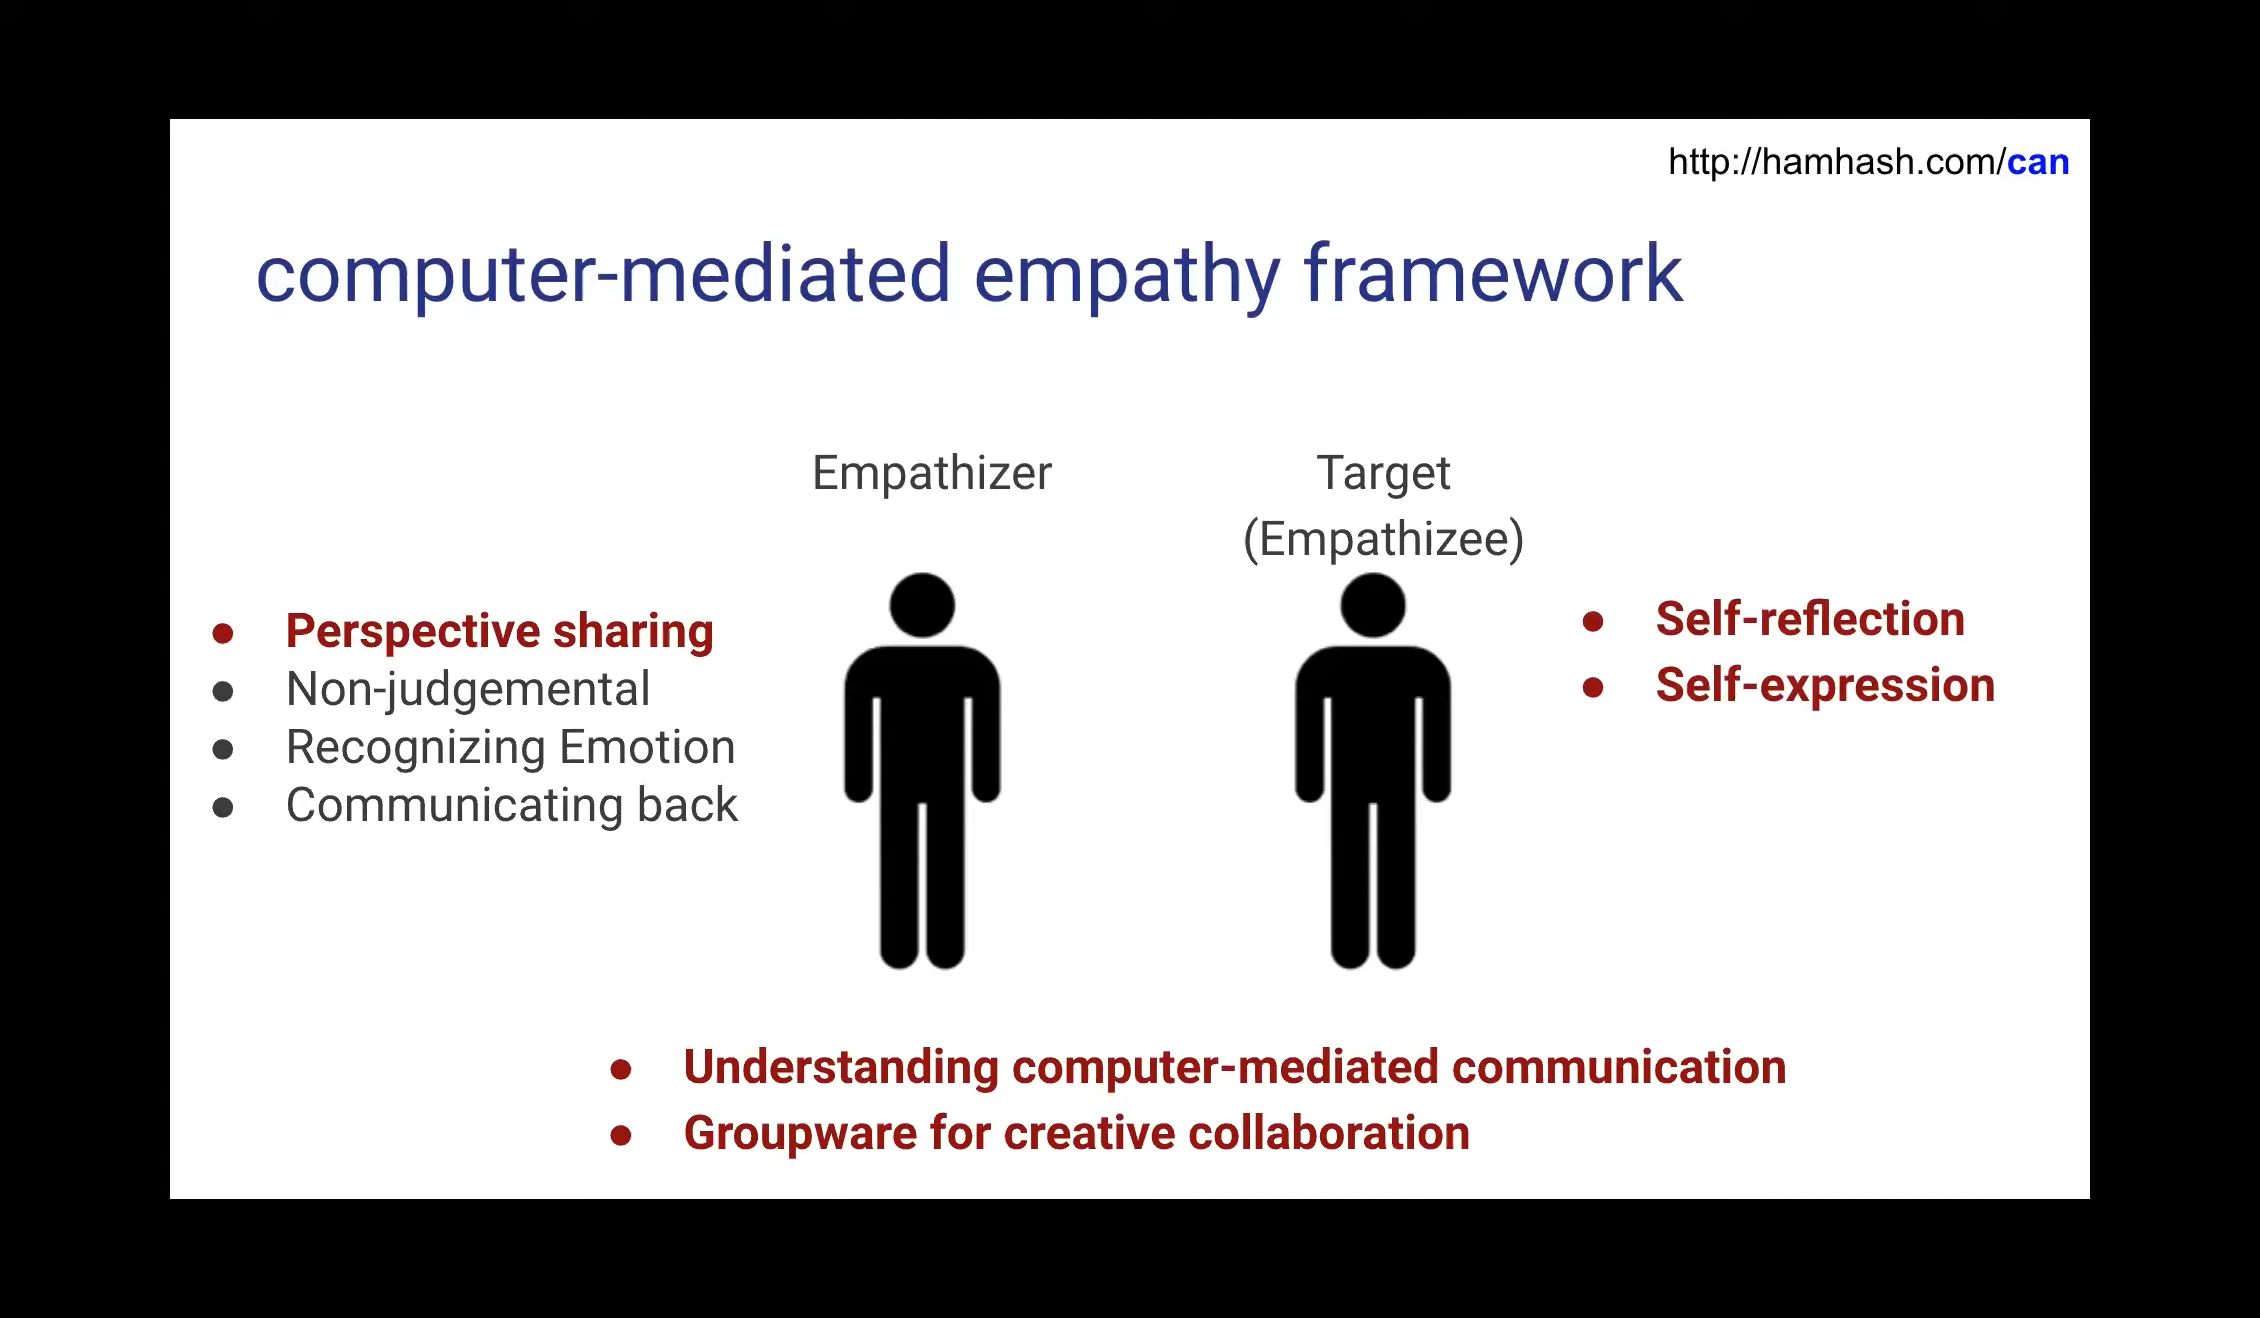 http://hamhash.com/can
computer-mediated empathy framework
Empathizer
Target
(Empathizee)
● Perspective sharing
● Non-judgemental
● Recognizing Emotion
● Communicating back
● Self-reflection
● Self-expression
● Understanding computer-mediated communication
● Groupware for creative collaboration